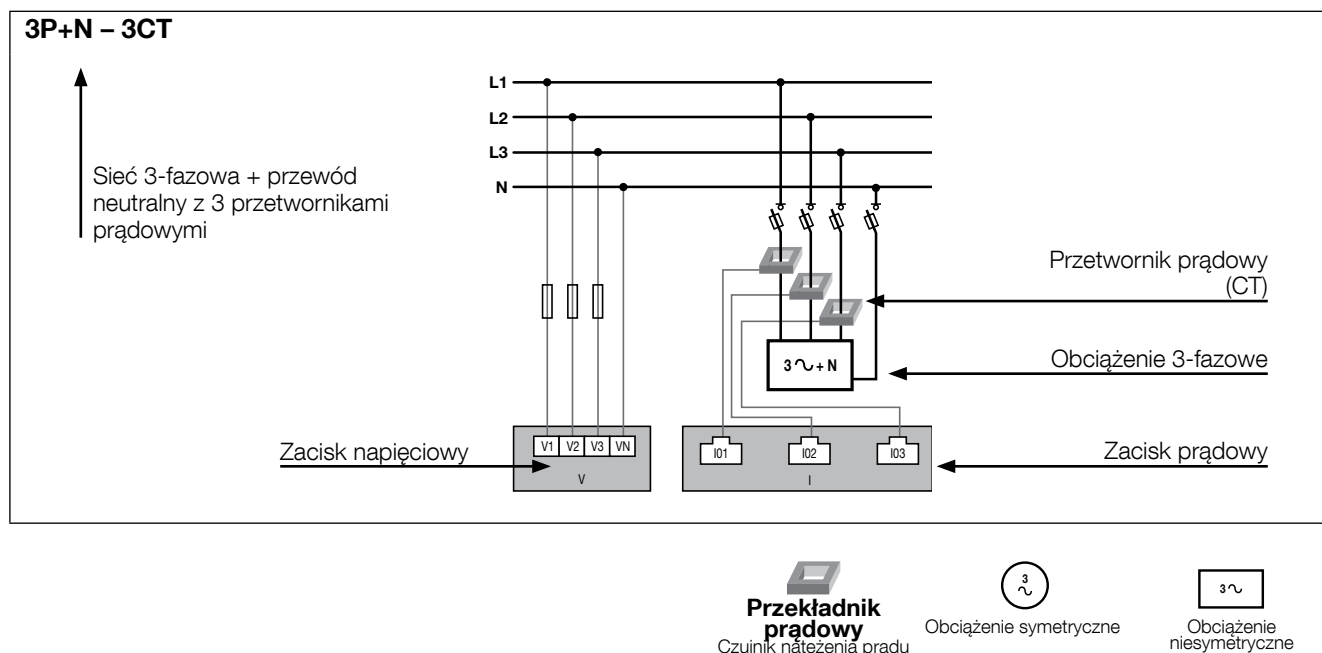 3P+N – 3CT
Sieć 3-fazowa + przewód
neutralny z 3 przetwornikami
prądowymi
L1
L2
L3
N
Przetwornik prądowy
(CT)
3 ∿ + N
Obciążenie 3-fazowe
Zacisk napięciowy
V1 V2 V3 VN
V
I01 I02 I03
I
Zacisk prądowy
Przekładnik
prądowy
Czujnik natężenia prądu
3
∿
Obciążenie symetryczne
3∿
Obciążenie
niesymetryczne